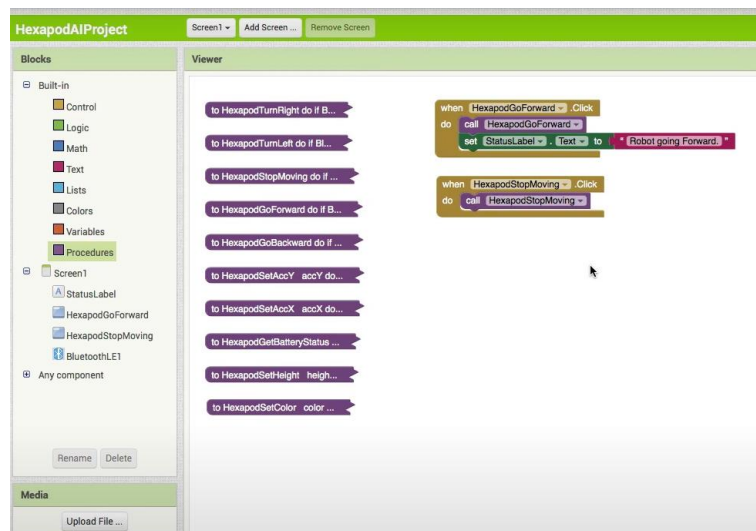 HexapodAIProject
Screen1
Add Screen ...
Remove Screen
Blocks
Viewer
Built-in
Control
Logic
Math
Text
Lists
Colors
Variables
Procedures
Screen1
A StatusLabel
HexapodGoForward
HexapodStopMoving
BluetoothLE1
Any component
Rename
Delete
Media
Upload File ...
to HexapodTurnRight do if B...
to HexapodTurnLeft do if Bl...
to HexapodStopMoving do if ...
to HexapodGoForward do if B...
to HexapodGoBackward do if ...
to HexapodSetAccY accY do...
to HexapodSetAccX accX do...
to HexapodGetBatteryStatus ...
to HexapodSetHeight heigh...
to HexapodSetColor color ...
when HexapodGoForward .Click
do call HexapodGoForward
set StatusLabel . Text to " Robot going Forward. "
when HexapodStopMoving .Click
do call HexapodStopMoving